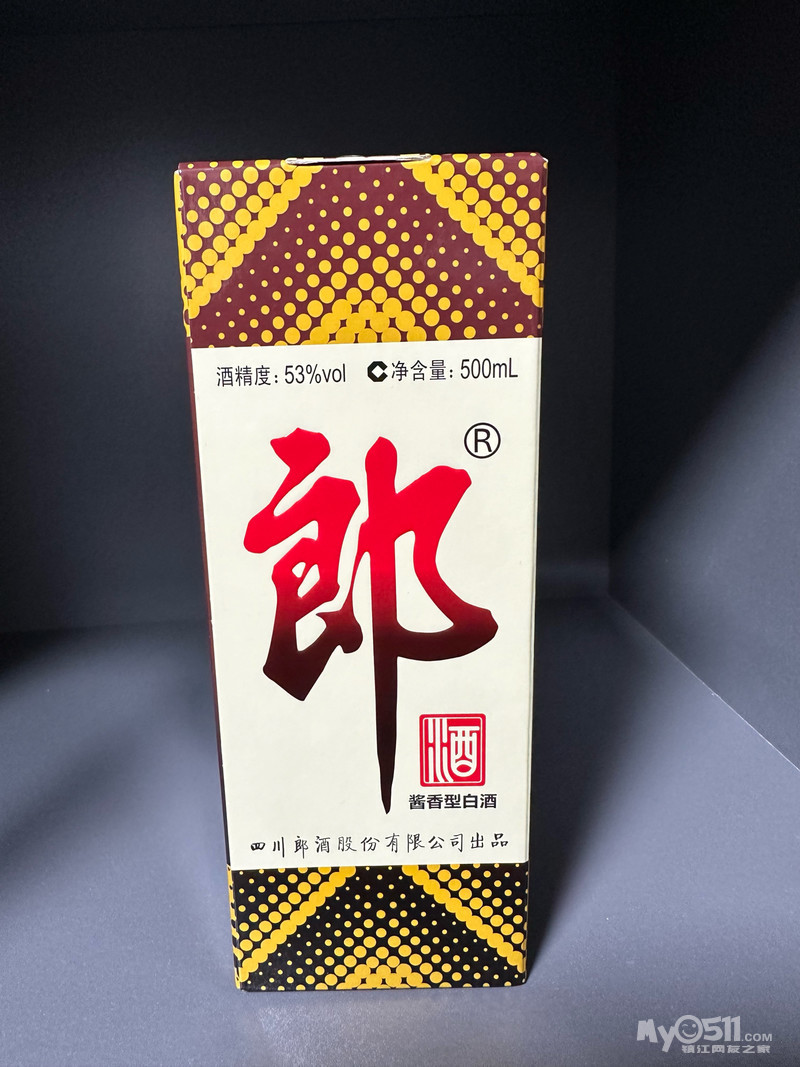 酒精度：53%vol C净含量：500mL
郎®
酒
酱香型白酒
四川郎酒股份有限公司出品
My0511.COM
镇江网友之家